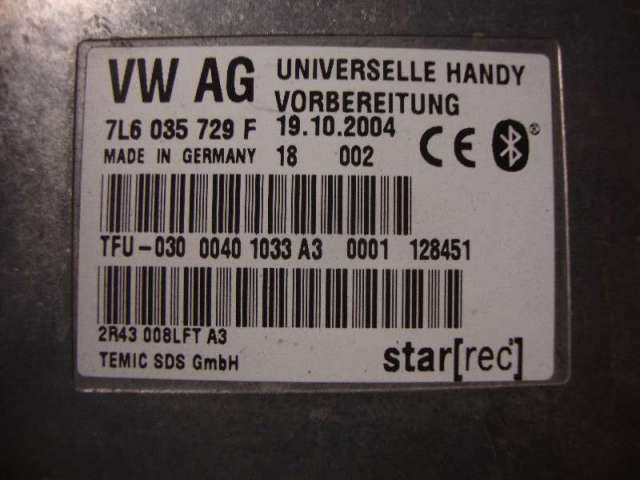 VW AG UNIVERSELLE HANDY
VORBEREITUNG
7L6 035 729 F 19.10.2004
MADE IN GERMANY 18 002
CE ®
TFU-030 0040 1033 A3 0001 128451
2R43 008LFT A3
TEMIC SDS GmbH
star[rec]